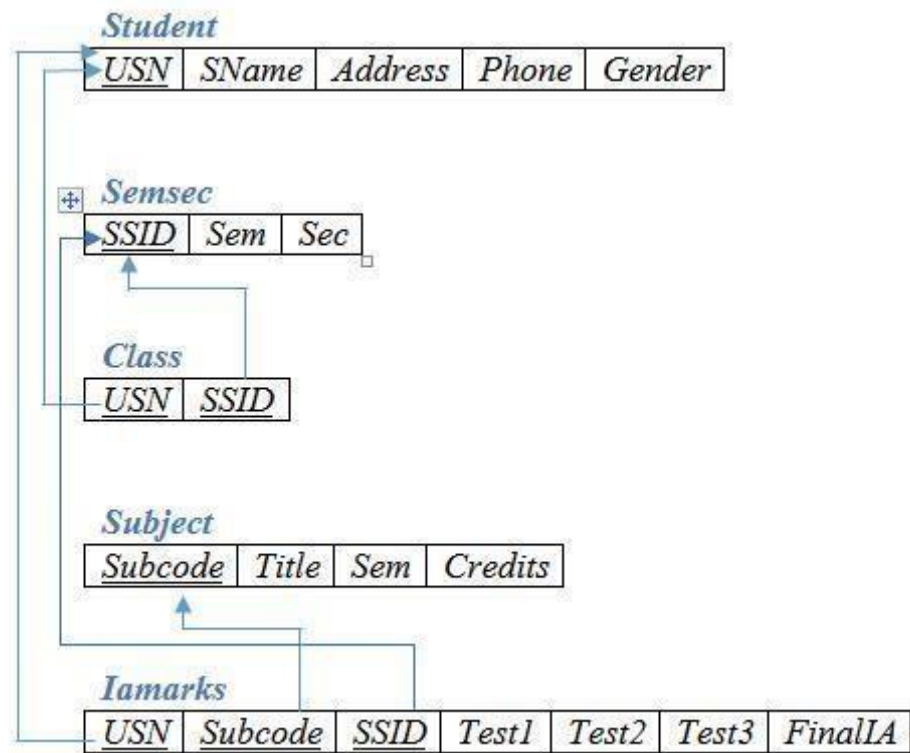 Student
USN SName Address Phone Gender
Semsec
SSID Sem Sec
Class
USN SSID
Subject
Subcode Title Sem Credits
Iamarks
USN Subcode SSID Test1 Test2 Test3 FinalIA